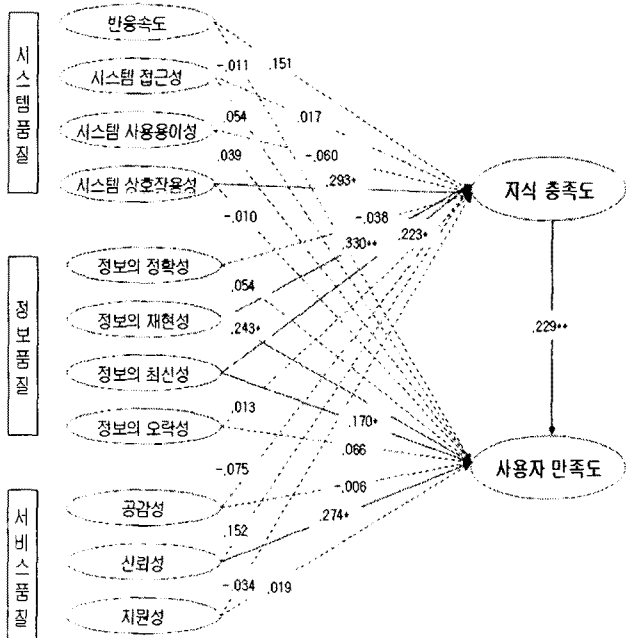 시스템품질
반응속도
시스템 접근성
시스템 사용용이성
시스템 상호작용성
정보품질
정보의 정확성
정보의 재현성
정보의 최신성
정보의 오락성
서비스품질
공감성
신뢰성
지원성
지식 충족도
사용자 만족도
-.011
.151
.054
.017
.039
-.060
.293*
-.010
-.038
.330**
.223*
.054
.243*
.229**
.013
.170*
.066
-.075
-.006
.152
.274*
-.034
.019